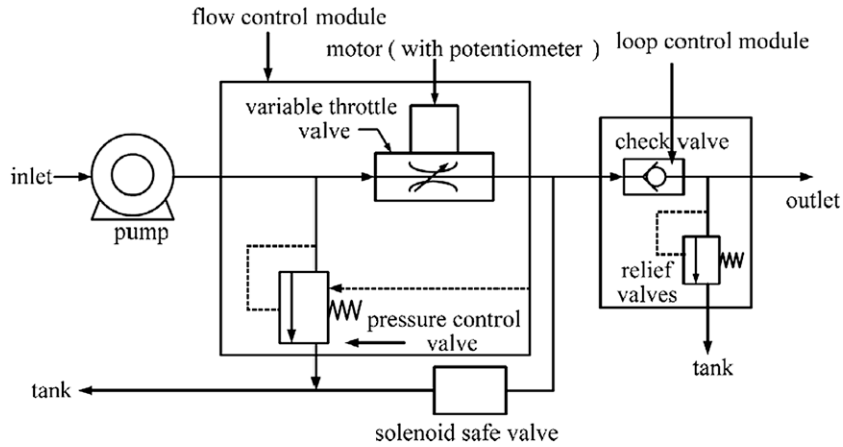 flow control module
motor ( with potentiometer )
loop control module
variable throttle
valve
check valve
inlet
outlet
pump
relief
valves
pressure control
valve
tank
tank
solenoid safe valve